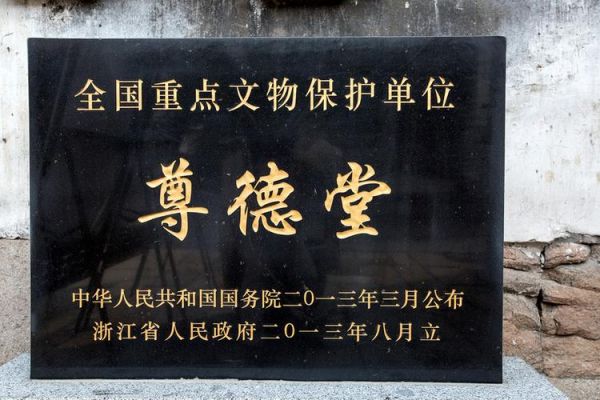 全国重点文物保护单位
尊德堂
中华人民共和国国务院二〇一三年三月公布
浙江省人民政府二〇一三年八月立